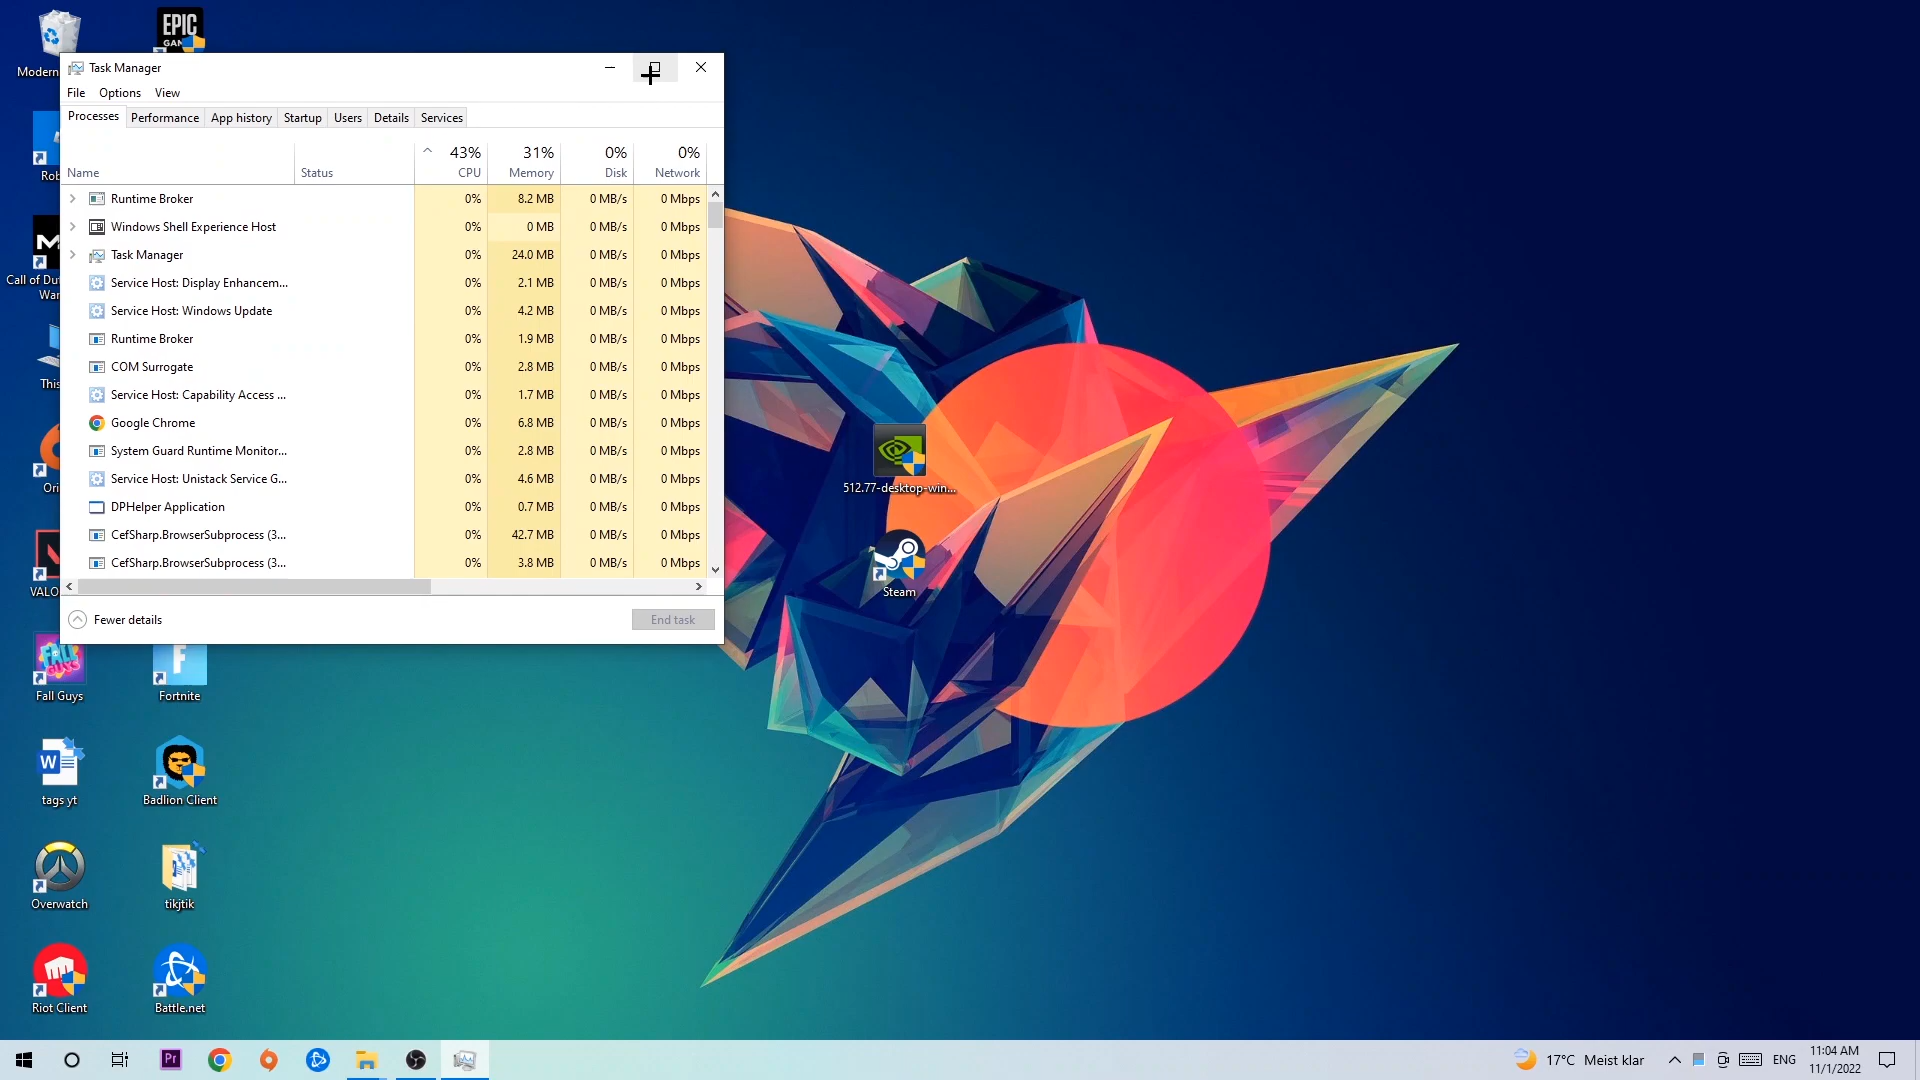 EPIC
GAM
Modern
Task Manager
File Options View
Processes Performance App history Startup Users Details Services
43% 31% 0% 0%
Name Status CPU Memory Disk Network
Runtime Broker 0% 8.2 MB 0 MB/s 0 Mbps
Windows Shell Experience Host 0% 0 MB 0 MB/s 0 Mbps
Task Manager 0% 24.0 MB 0 MB/s 0 Mbps
Service Host: Display Enhancem... 0% 2.1 MB 0 MB/s 0 Mbps
Service Host: Windows Update 0% 4.2 MB 0 MB/s 0 Mbps
Runtime Broker 0% 1.9 MB 0 MB/s 0 Mbps
COM Surrogate 0% 2.8 MB 0 MB/s 0 Mbps
Service Host: Capability Access ... 0% 1.7 MB 0 MB/s 0 Mbps
Google Chrome 0% 6.8 MB 0 MB/s 0 Mbps
System Guard Runtime Monitor... 0% 2.8 MB 0 MB/s 0 Mbps
Service Host: Unistack Service G... 0% 4.6 MB 0 MB/s 0 Mbps
DPHelper Application 0% 0.7 MB 0 MB/s 0 Mbps
CefSharp.BrowserSubprocess (3... 0% 42.7 MB 0 MB/s 0 Mbps
CefSharp.BrowserSubprocess (3... 0% 3.8 MB 0 MB/s 0 Mbps
Fewer details End task
Rob
M
Call of Du
War
This
Ori
VALO
512.77-desktop-win...
Steam
FALL
GUYS
Fall Guys
F
Fortnite
W
tags yt
Badlion Client
Overwatch
tikjtik
Riot Client
Battle.net
Pr
17°C Meist klar
ENG
11:04 AM
11/1/2022